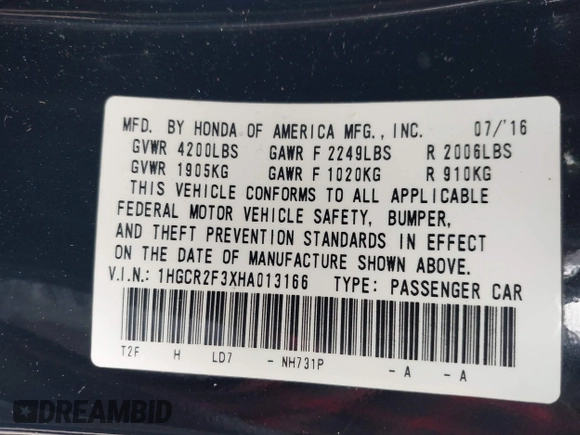 MFD. BY HONDA OF AMERICA MFG., INC. 07/'16
GVWR 4200LBS GAWR F 2249LBS R 2006LBS
GVWR 1905KG GAWR F 1020KG R 910KG
THIS VEHICLE CONFORMS TO ALL APPLICABLE
FEDERAL MOTOR VEHICLE SAFETY, BUMPER,
AND THEFT PREVENTION STANDARDS IN EFFECT
ON THE DATE OF MANUFACTURE SHOWN ABOVE.
V.I.N.: 1HGCR2F3XHA013166 TYPE: PASSENGER CAR
T2F H LD7 - NH731P - A - A
DREAMBID